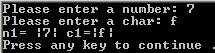 Please enter a number: 7
Please enter a char: f
n1= |7| c1=|f|
Press any key to continue